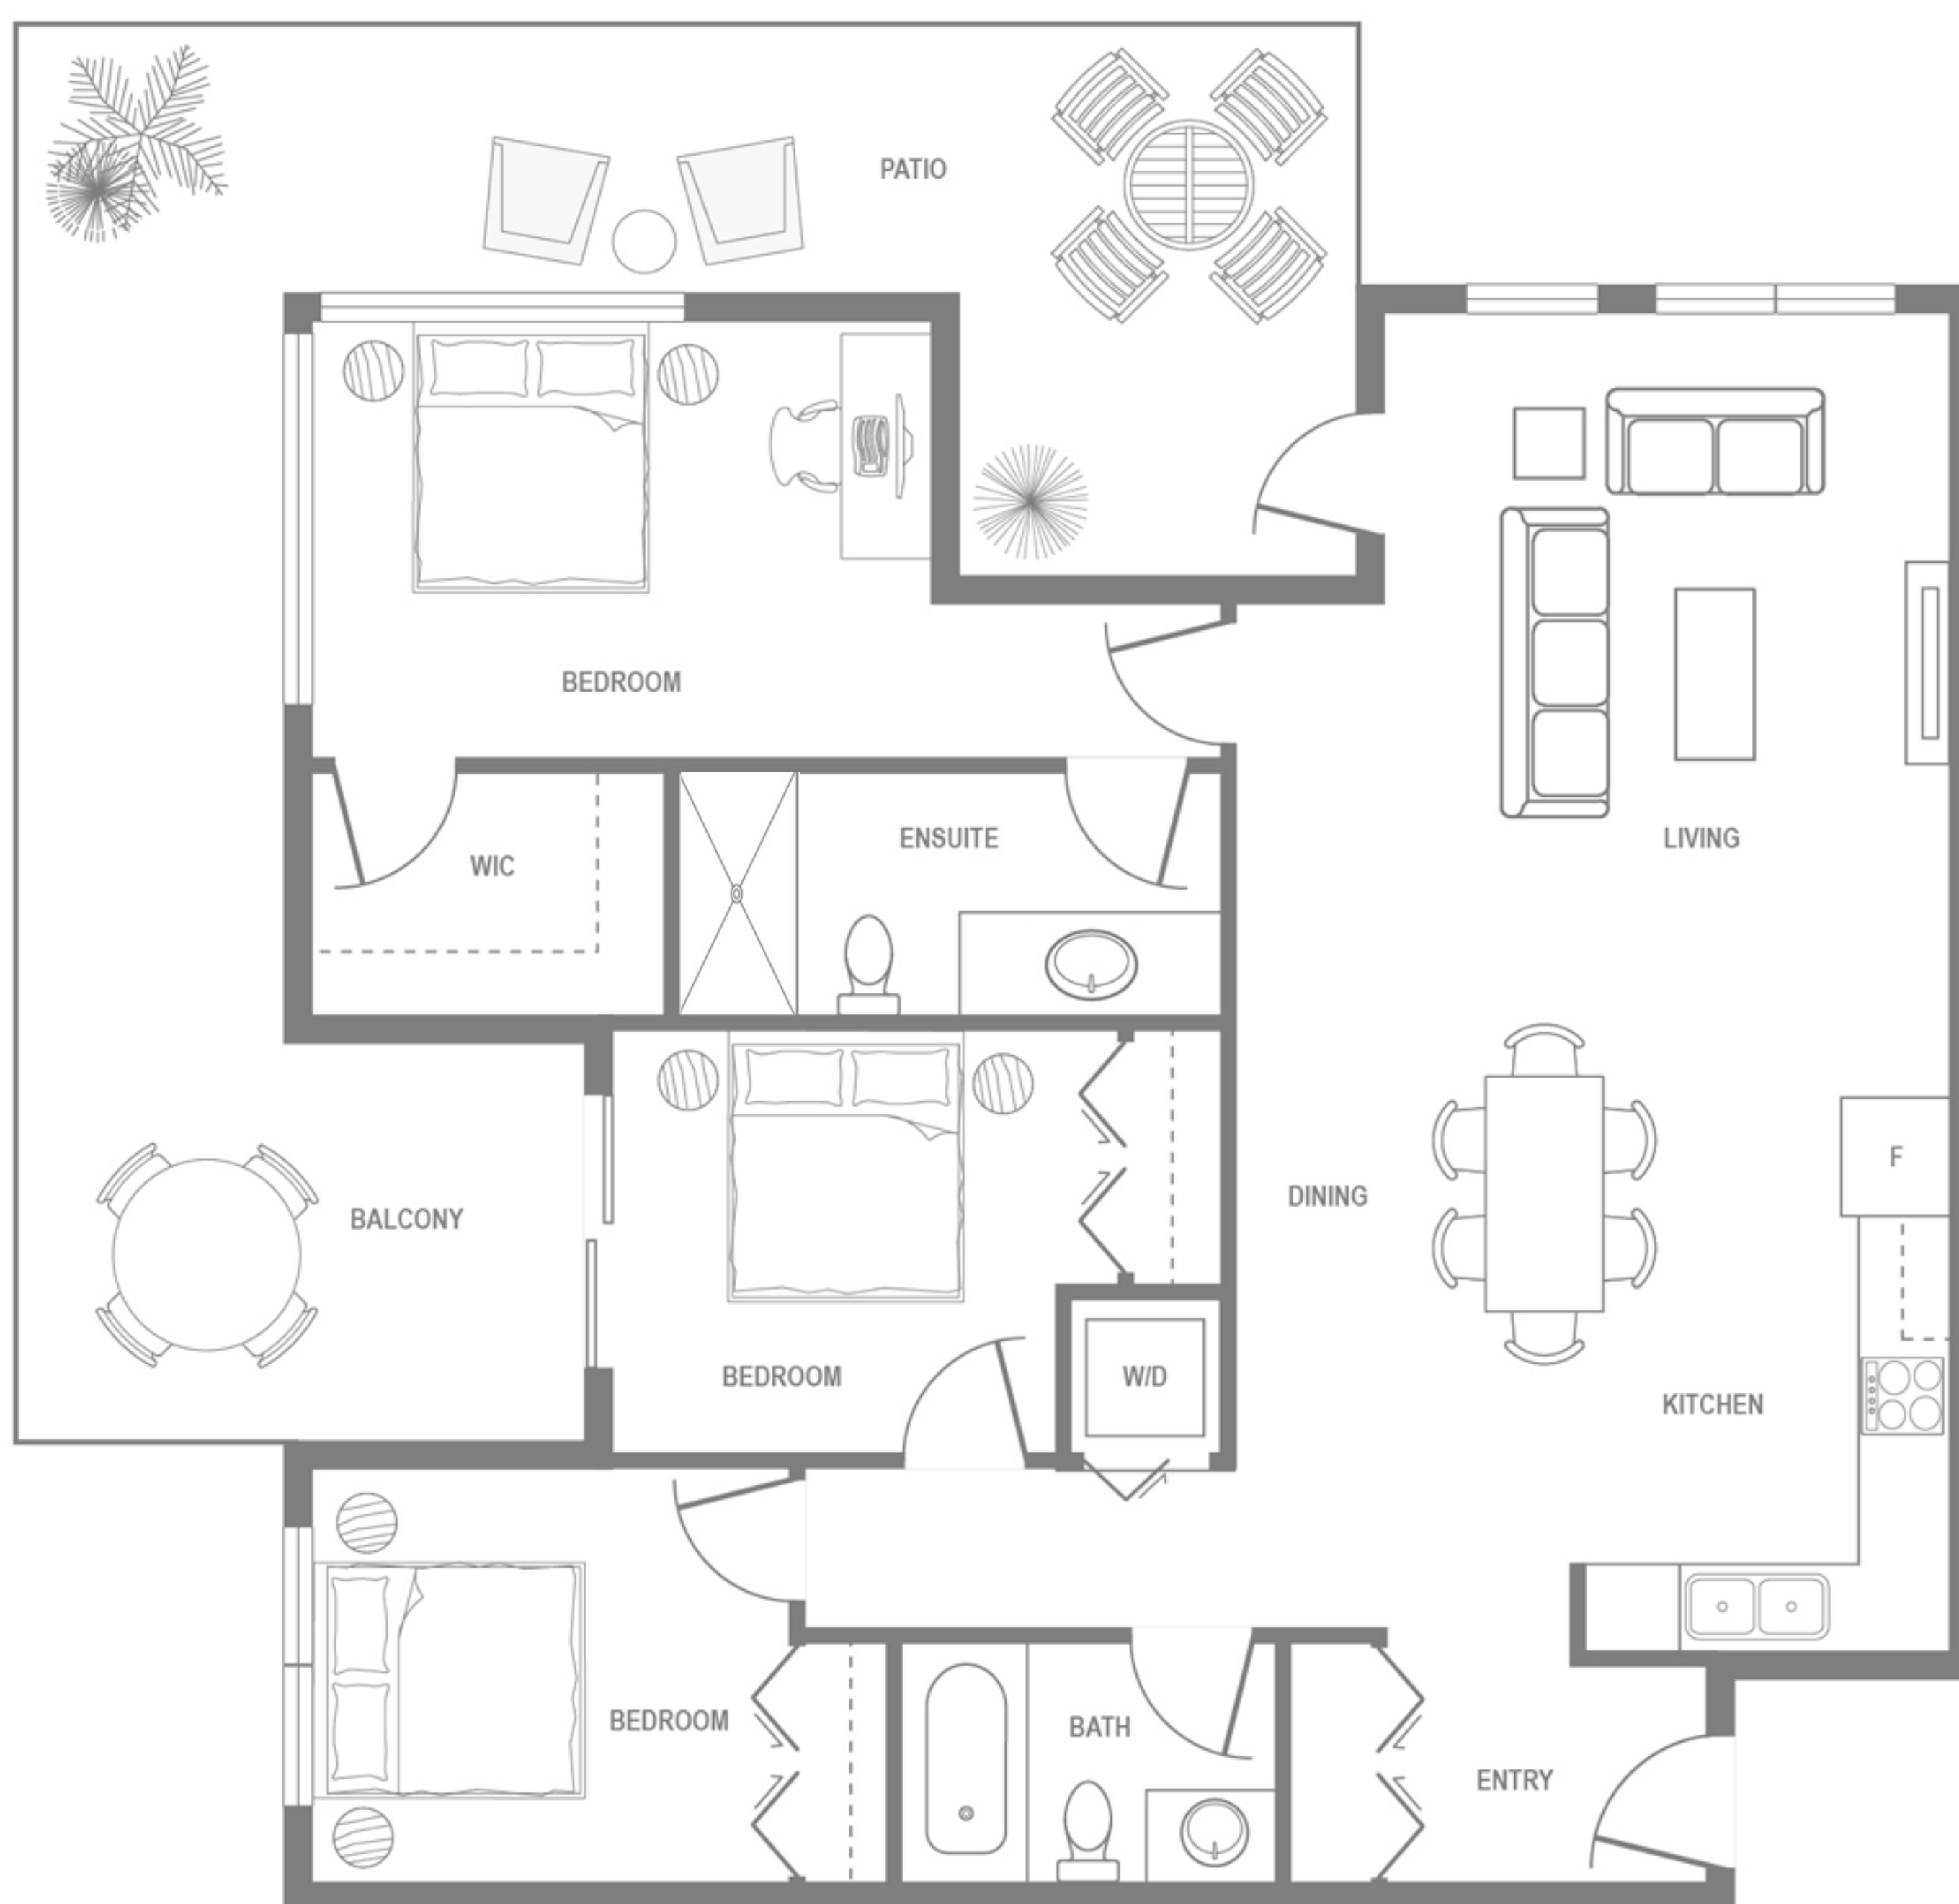 PATIO
BEDROOM
ENSUITE
LIVING
WIC
F
DINING
BALCONY
BEDROOM
W/D
KITCHEN
BEDROOM
BATH
ENTRY